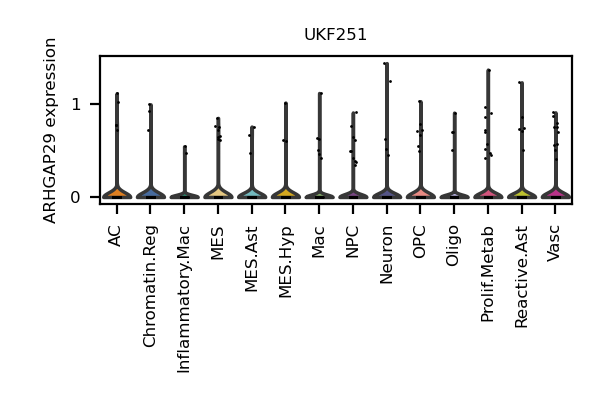 UKF251
ARHGAP29 expression
1
0
AC
Chromatin.Reg
Inflammatory.Mac
MES
MES.Ast
MES.Hyp
Mac
NPC
Neuron
OPC
Oligo
Prolif.Metab
Reactive.Ast
Vasc